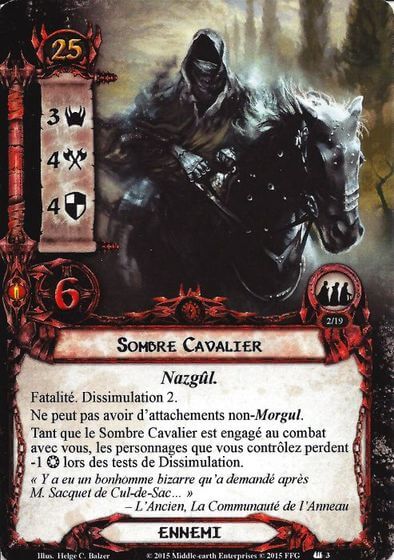 25
3
4
4
6
2/19
SOMBRE CAVALIER
Nazgûl.
Fatalité. Dissimulation 2.
Ne peut pas avoir d'attachements non-Morgul.
Tant que le Sombre Cavalier est engagé au combat
avec vous, les personnages que vous contrôlez perdent
-1 lors des tests de Dissimulation.
« Y a eu un bonhomme bizarre qu'a demandé après
M. Sacquet de Cul-de-Sac... »
– L'Ancien, La Communauté de l'Anneau
ENNEMI
Illus. Helge C. Balzer © 2015 Middle-earth Enterprises © 2015 FFG 3